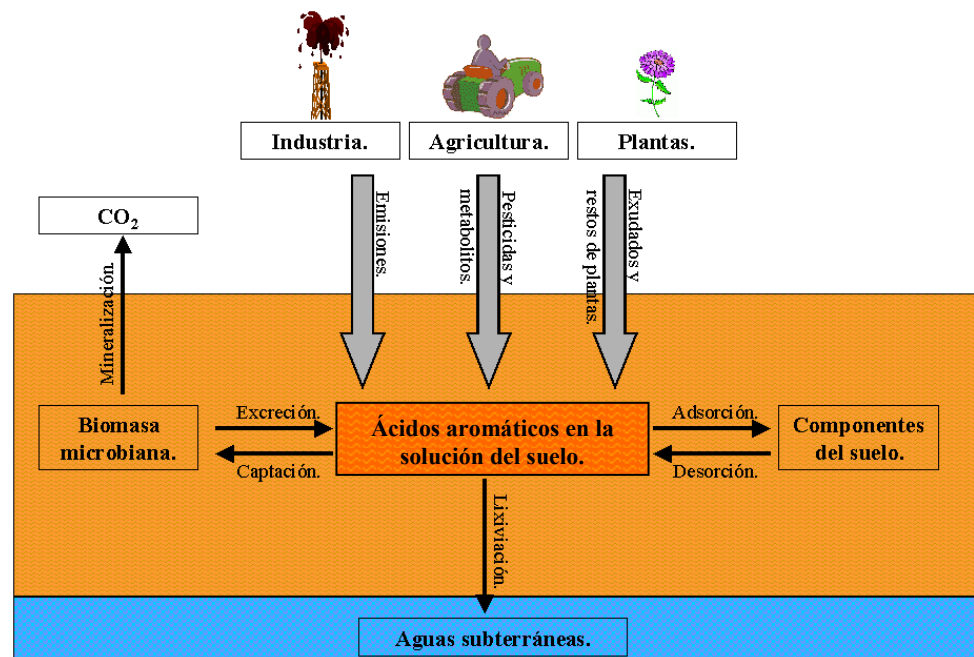 Industria.
Agricultura.
Plantas.
Emisiones.
Pesticidas y
metabolitos.
Exudados y
restos de plantas.
CO₂
Mineralización.
Biomasa
microbiana.
Excreción.
Captación.
Ácidos aromáticos en la
solución del suelo.
Adsorción.
Desorción.
Componentes
del suelo.
Lixiviación.
Aguas subterráneas.